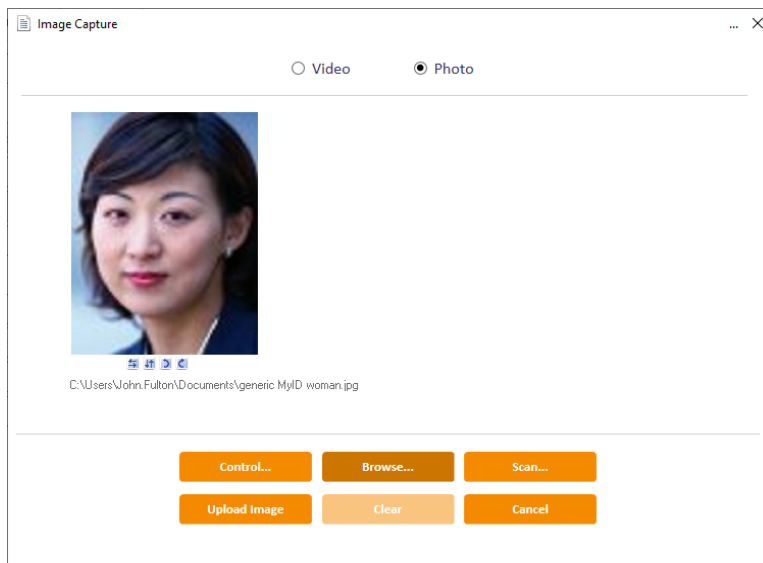 Image Capture ...
Video Photo
C:\Users\John.Fulton\Documents\generic MyID woman.jpg
Control... Browse... Scan...
Upload Image Clear Cancel